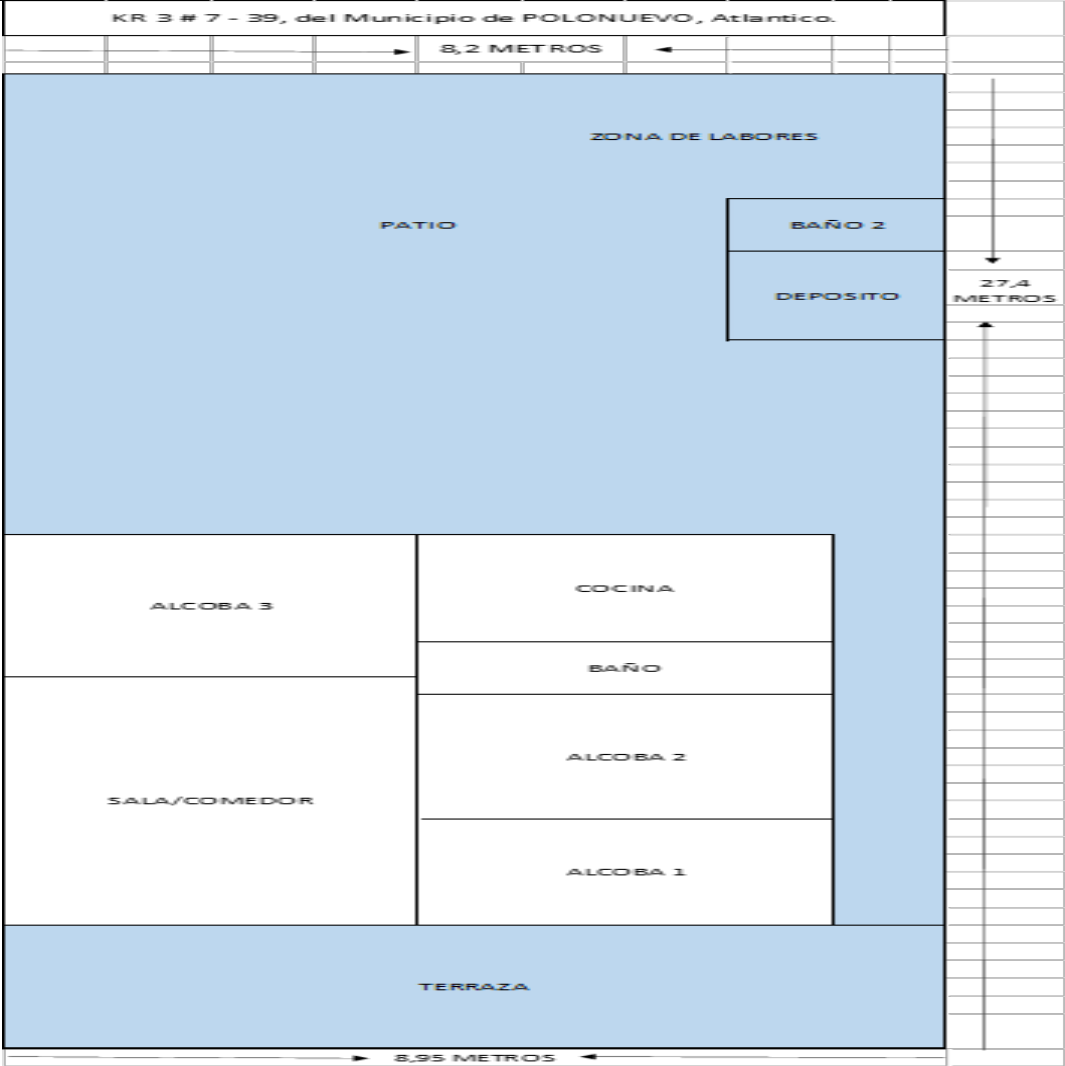 KR 3 # 7 - 39, del Municipio de POLONUEVO, Atlantico.
8,2 METROS
ZONA DE LABORES
PATIO
BAÑO 2
DEPOSITO
27,4
METROS
ALCOBA 3
COCINA
BAÑO
ALCOBA 2
SALA/COMEDOR
ALCOBA 1
TERRAZA
8,95 METROS